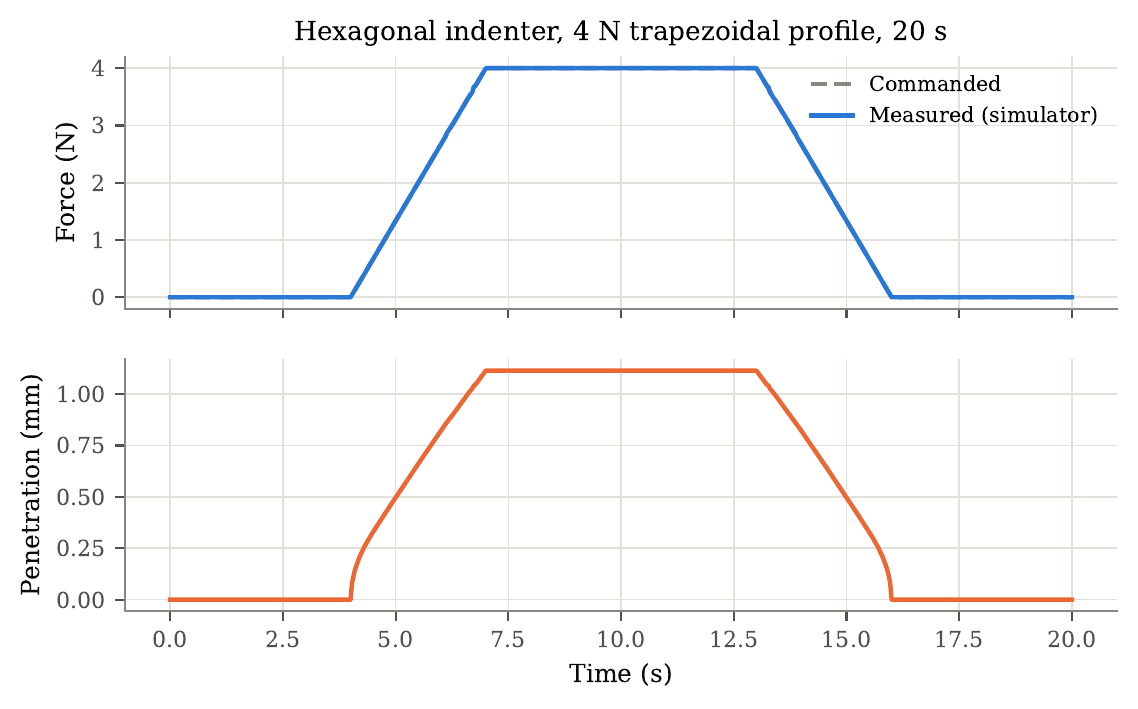 Hexagonal indenter, 4 N trapezoidal profile, 20 s
4
3
2
1
0
Force (N)
Commanded
Measured (simulator)
1.00
0.75
0.50
0.25
0.00
Penetration (mm)
0.0 2.5 5.0 7.5 10.0 12.5 15.0 17.5 20.0
Time (s)